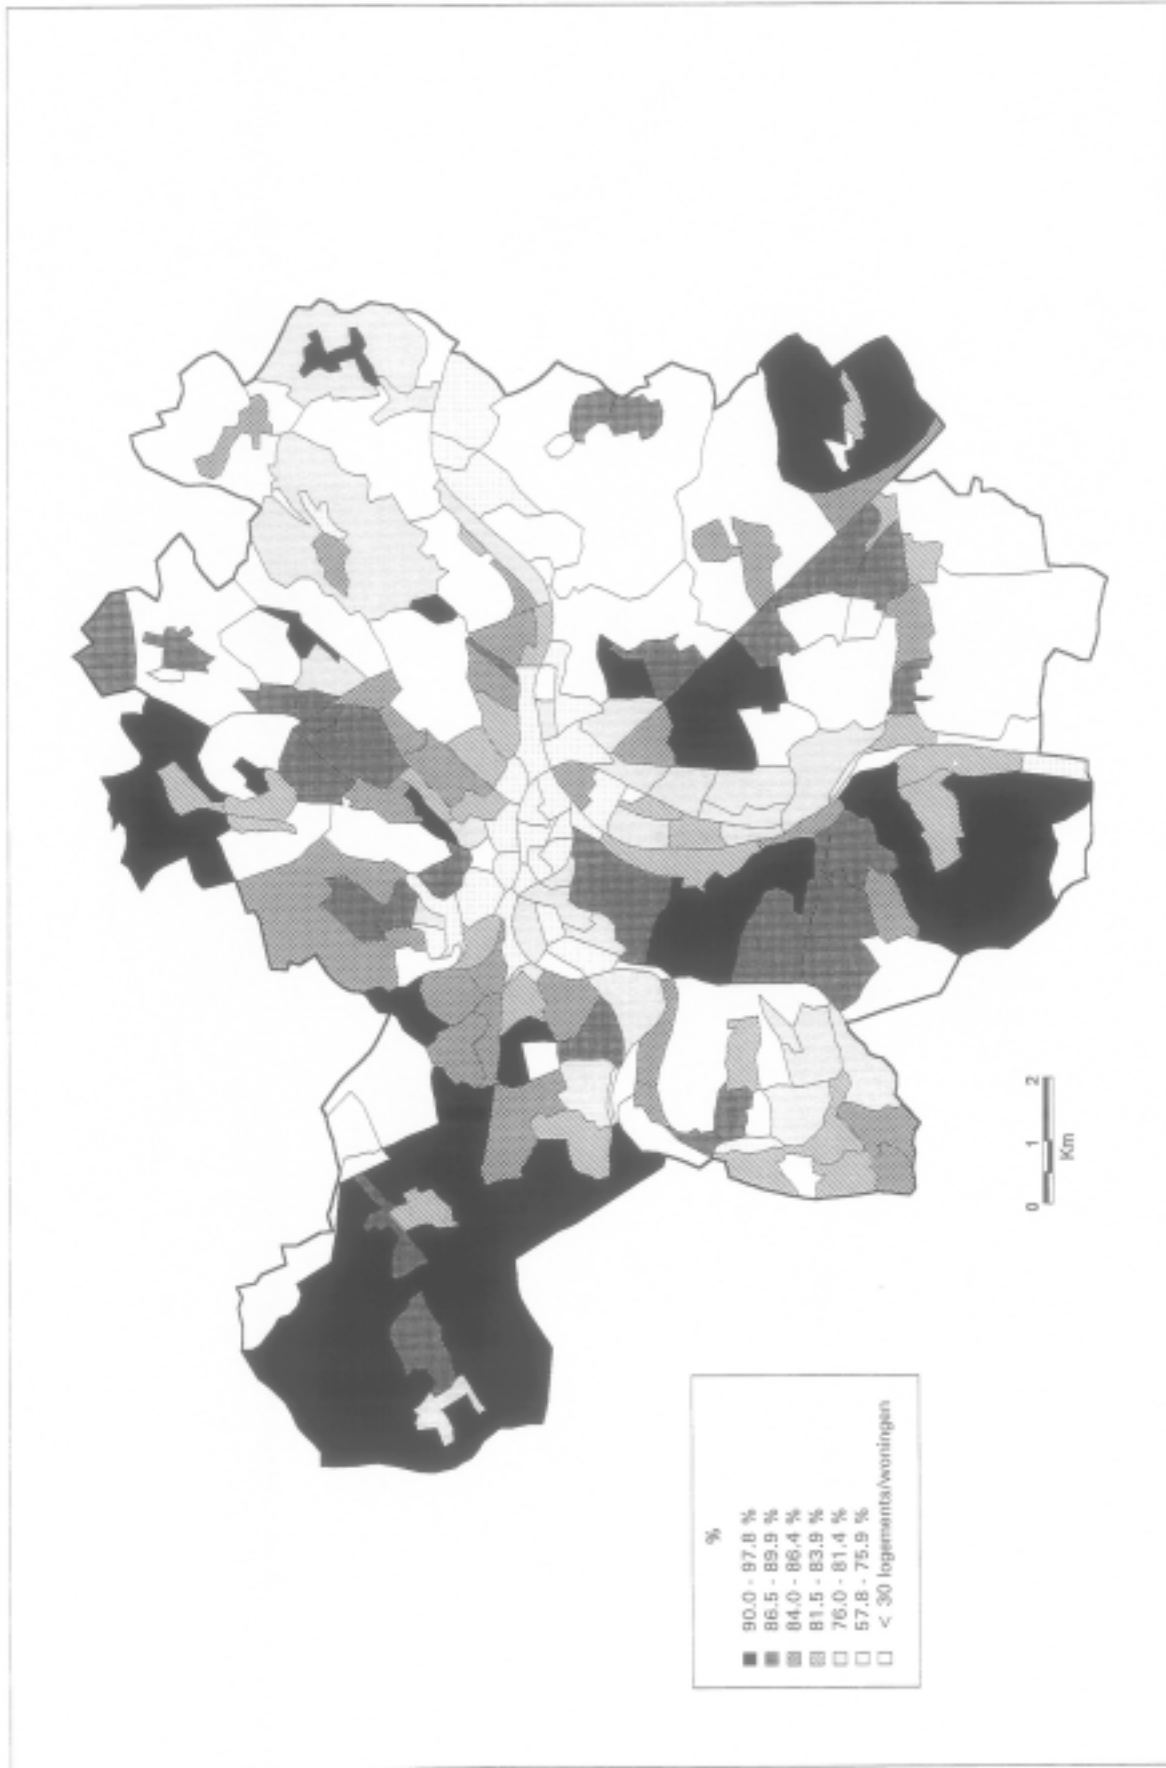 %
90.0 - 97.8 %
86.5 - 89.9 %
84.0 - 86.4 %
81.5 - 83.9 %
76.0 - 81.4 %
57.8 - 75.9 %
< 30 logements/woningen
0 1 2
Km